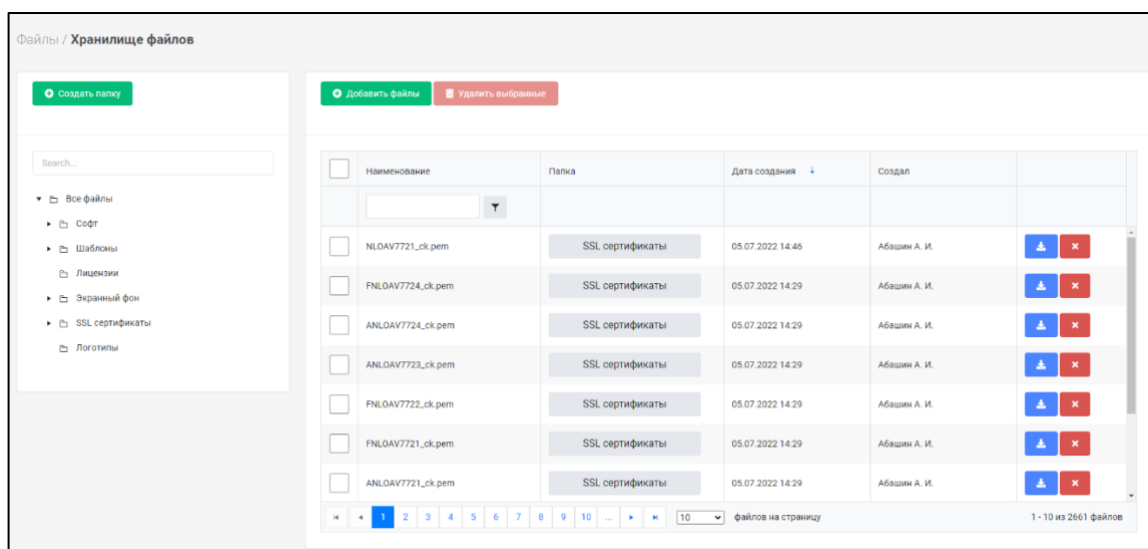 Файлы / Хранилище файлов
Создать папку
Search...
Все файлы
Софт
Шаблоны
Лицензии
Экранный фон
SSL сертификаты
Логотипы
Добавить файлы Удалить выбранные
Наименование Папка Дата создания Создал
NLOAV7721_ck.pem SSL сертификаты 05.07.2022 14:46 Абашин А. И.
FNLOAV7724_ck.pem SSL сертификаты 05.07.2022 14:29 Абашин А. И.
ANLOAV7724_ck.pem SSL сертификаты 05.07.2022 14:29 Абашин А. И.
ANLOAV7723_ck.pem SSL сертификаты 05.07.2022 14:29 Абашин А. И.
FNLOAV7722_ck.pem SSL сертификаты 05.07.2022 14:29 Абашин А. И.
FNLOAV7721_ck.pem SSL сертификаты 05.07.2022 14:29 Абашин А. И.
ANLOAV7721_ck.pem SSL сертификаты 05.07.2022 14:29 Абашин А. И.
1 2 3 4 5 6 7 8 9 10 ... 10 файлов на страницу 1 - 10 из 2661 файлов